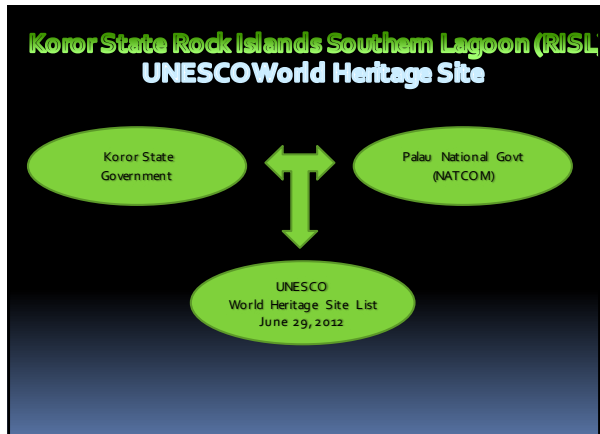 Koror State Rock Islands Southern Lagoon (RISL
UNESCO World Heritage Site
Koror State
Government
Palau National Govt
(NATCOM)
UNESCO
World Heritage Site List
June 29, 2012